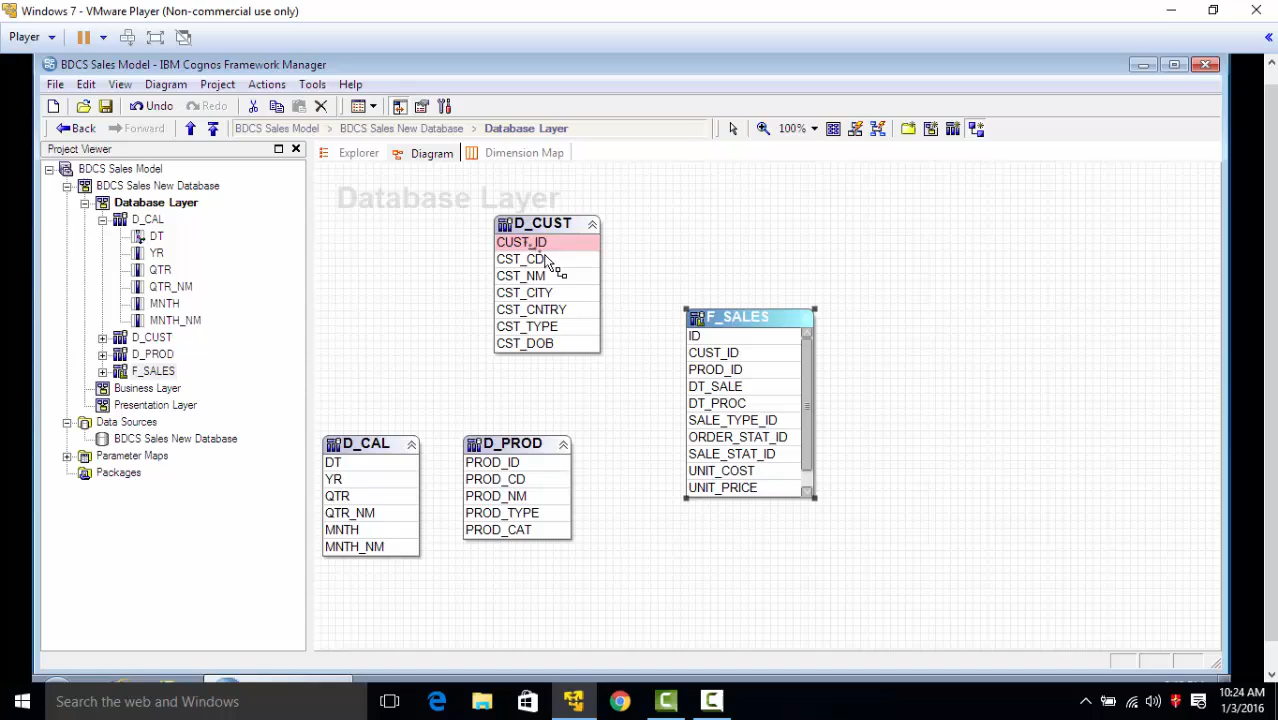 Windows 7 - VMware Player (Non-commercial use only)
Player
BDCS Sales Model - IBM Cognos Framework Manager
File Edit View Diagram Project Actions Tools Help
Undo Redo
Back Forward BDCS Sales Model > BDCS Sales New Database > Database Layer 100%
Project Viewer
BDCS Sales Model
BDCS Sales New Database
Database Layer
D_CAL
DT
YR
QTR
QTR_NM
MNTH
MNTH_NM
D_CUST
D_PROD
F_SALES
Business Layer
Presentation Layer
Data Sources
BDCS Sales New Database
Parameter Maps
Packages
Explorer Diagram Dimension Map
Database Layer
D_CUST
CUST_ID
CST_CD
CST_NM
CST_CITY
CST_CNTRY
CST_TYPE
CST_DOB
F_SALES
ID
CUST_ID
PROD_ID
DT_SALE
DT_PROC
SALE_TYPE_ID
ORDER_STAT_ID
SALE_STAT_ID
UNIT_COST
UNIT_PRICE
D_CAL
DT
YR
QTR
QTR_NM
MNTH
MNTH_NM
D_PROD
PROD_ID
PROD_CD
PROD_NM
PROD_TYPE
PROD_CAT
Search the web and Windows
10:24 AM
1/3/2016